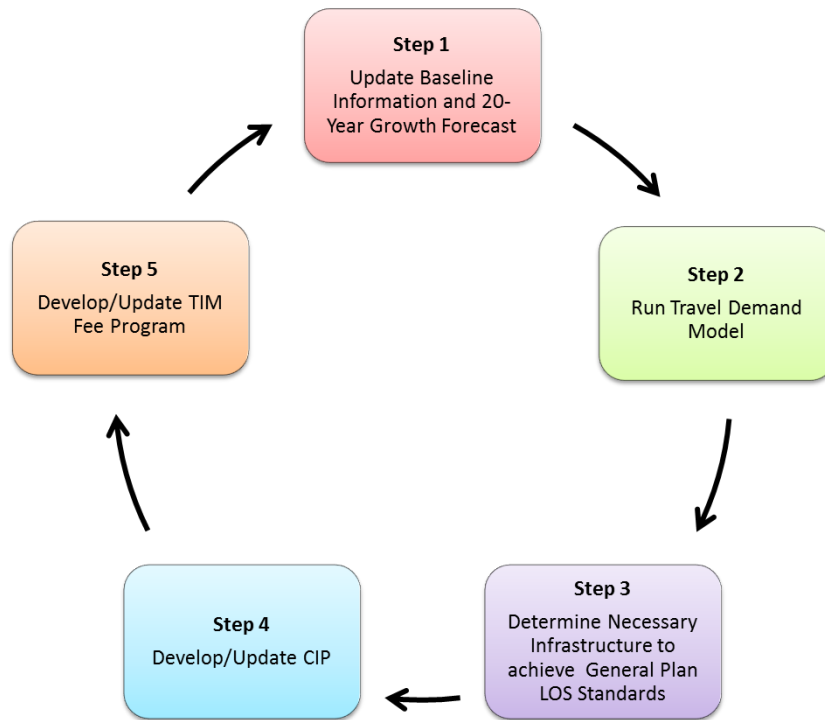 Step 1
Update Baseline
Information and 20-
Year Growth Forecast
Step 2
Run Travel Demand
Model
Step 3
Determine Necessary
Infrastructure to
achieve General Plan
LOS Standards
Step 4
Develop/Update CIP
Step 5
Develop/Update TIM
Fee Program